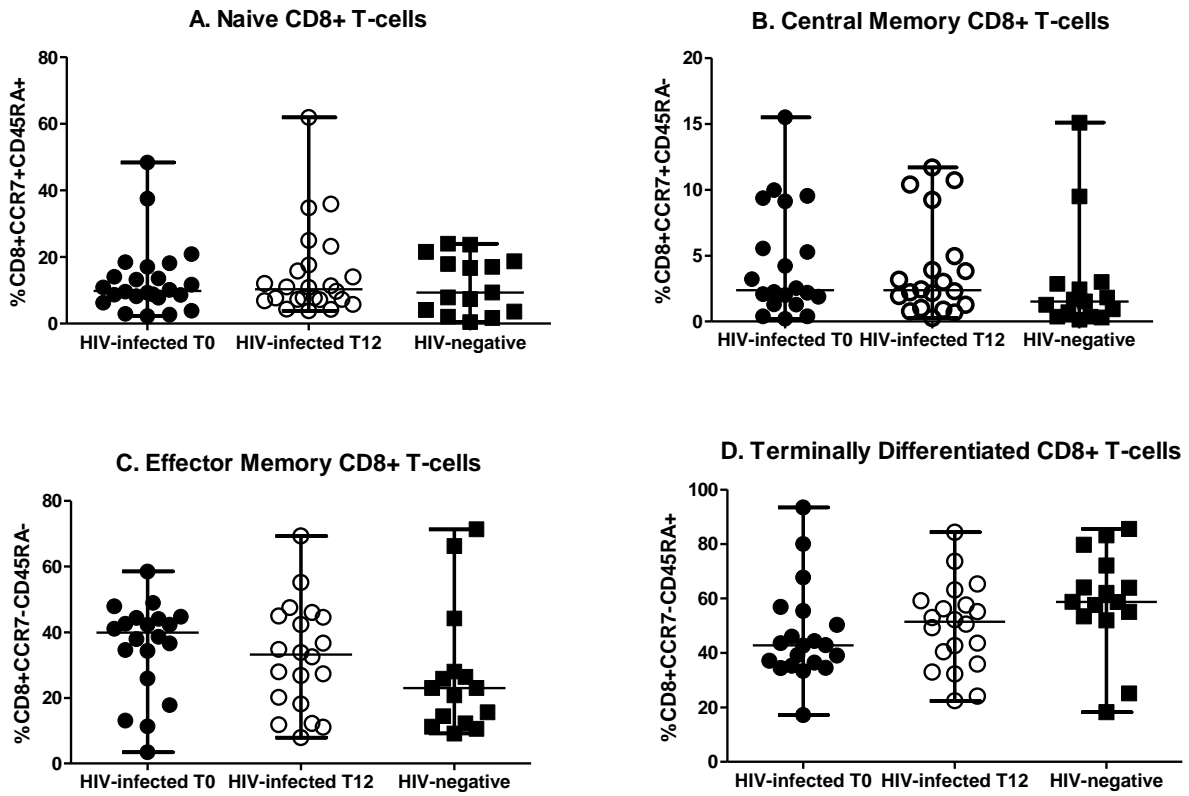 A. Naive CD8+ T-cells
%CD8+CCR7+CD45RA+
80
60
40
20
0
HIV-infected T0 HIV-infected T12 HIV-negative
B. Central Memory CD8+ T-cells
%CD8+CCR7+CD45RA-
20
15
10
5
0
HIV-infected T0 HIV-infected T12 HIV-negative
C. Effector Memory CD8+ T-cells
%CD8+CCR7-CD45RA-
80
60
40
20
0
HIV-infected T0 HIV-infected T12 HIV-negative
D. Terminally Differentiated CD8+ T-cells
%CD8+CCR7-CD45RA+
100
80
60
40
20
0
HIV-infected T0 HIV-infected T12 HIV-negative